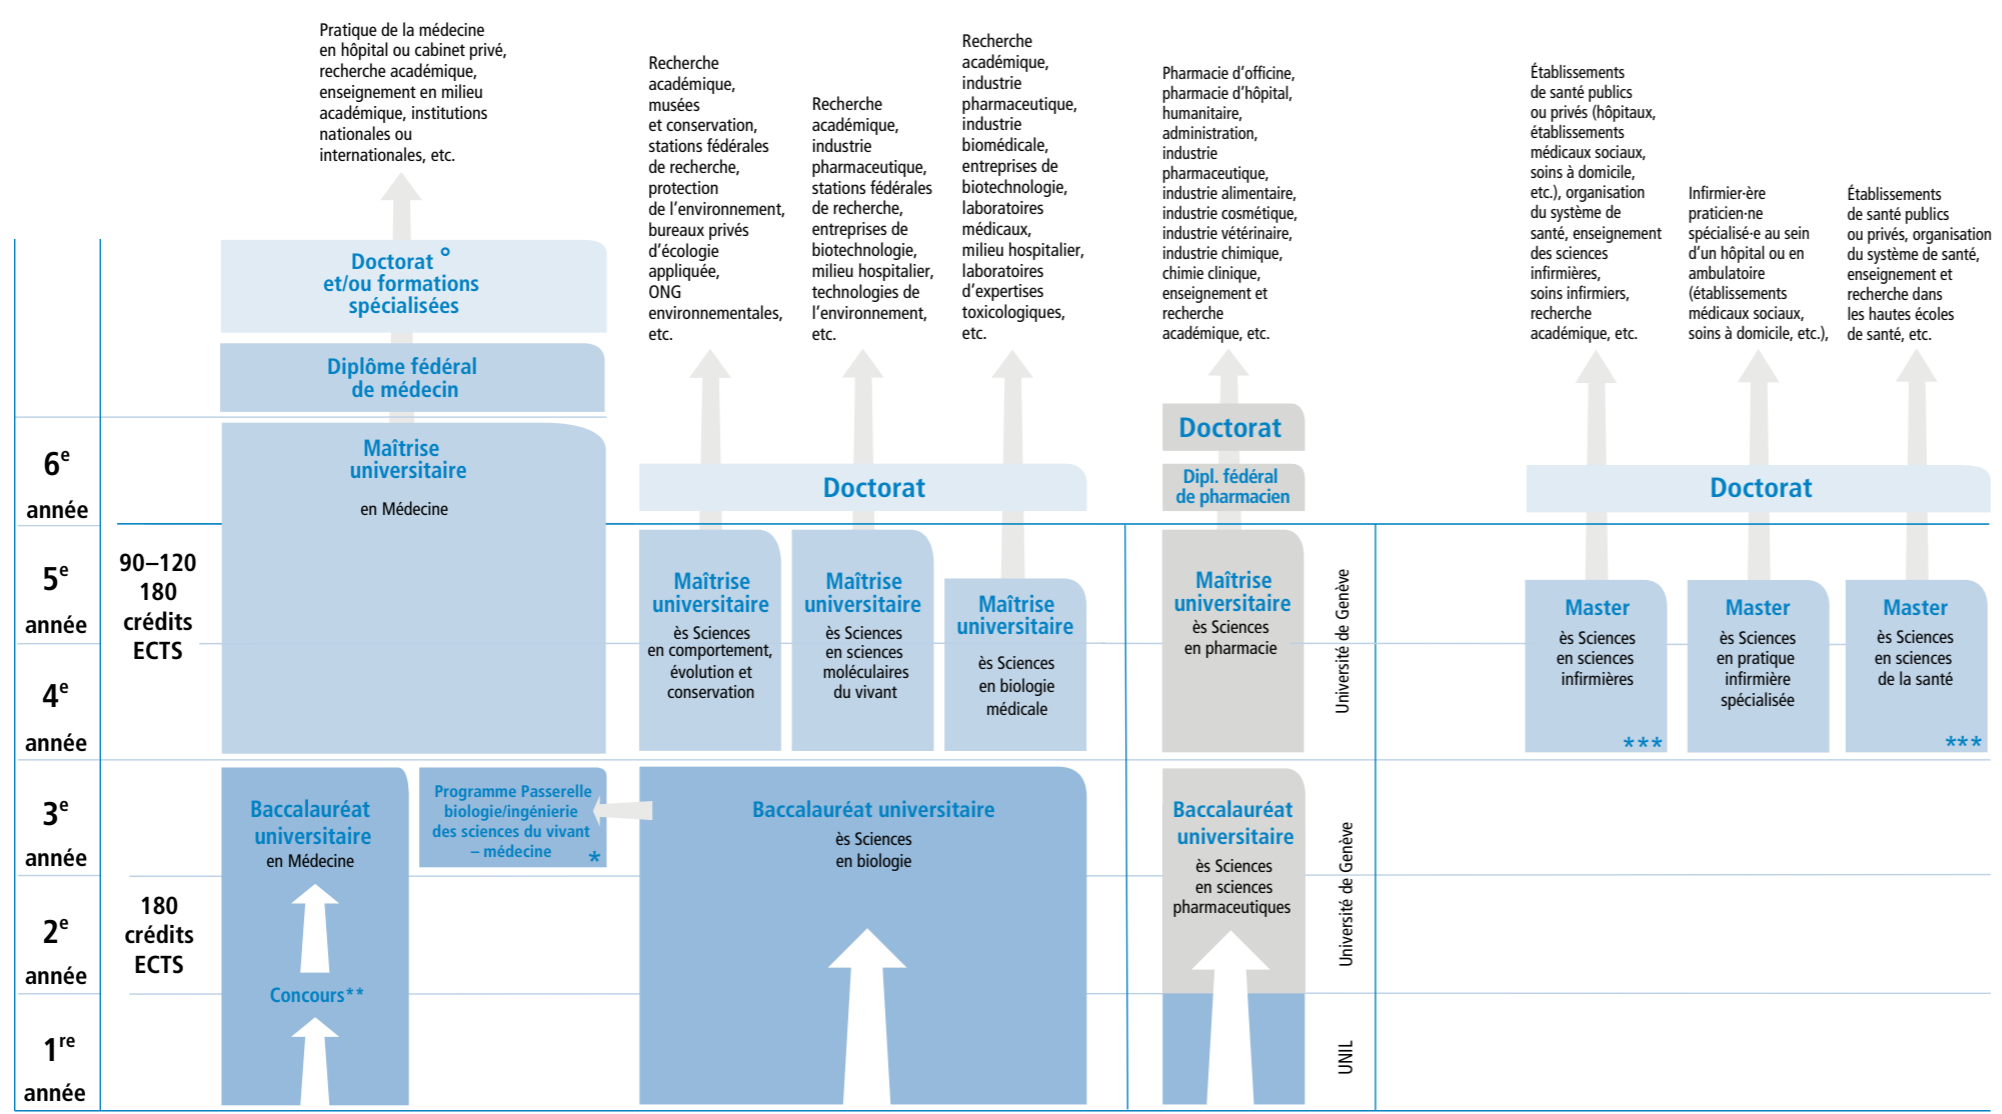 Pratique de la médecine
en hôpital ou cabinet privé,
recherche académique,
enseignement en milieu
académique, institutions
nationales ou
internationales, etc.
Recherche
académique,
musées
et conservation,
stations fédérales
de recherche,
protection
de l'environnement,
bureaux privés
d'écologie
appliquée,
ONG
environnementales,
etc.
Recherche
académique,
industrie
pharmaceutique,
stations fédérales
de recherche,
entreprises de
biotechnologie,
milieu hospitalier,
technologies de
l'environnement,
etc.
Recherche
académique,
industrie
pharmaceutique,
industrie
biomédicale,
entreprises de
biotechnologie,
laboratoires
médicaux,
milieu hospitalier,
laboratoires
d'expertises
toxicologiques,
etc.
Pharmacie d'officine,
pharmacie d'hôpital,
humanitaire,
administration,
industrie
pharmaceutique,
industrie alimentaire,
industrie cosmétique,
industrie vétérinaire,
industrie chimique,
chimie clinique,
enseignement et
recherche
académique, etc.
Établissements
de santé publics
ou privés (hôpitaux,
établissements
médicaux sociaux,
soins à domicile,
etc.), organisation
du système de
santé, enseignement
des sciences
infirmières,
soins infirmiers,
recherche
académique, etc.
Infirmier·ère
praticien·ne
spécialisé·e au sein
d'un hôpital ou en
ambulatoire
(établissements
médicaux sociaux,
soins à domicile, etc.),
Établissements
de santé publics
ou privés, organisation
du système de santé,
enseignement et
recherche dans
les hautes écoles
de santé, etc.
Doctorat °
et/ou formations
spécialisées
Diplôme fédéral
de médecin
6e
année
Maîtrise
universitaire
en Médecine
Doctorat
Doctorat
Dipl. fédéral
de pharmacien
Doctorat
5e
année
4e
année
90–120
180
crédits
ECTS
Maîtrise
universitaire
ès Sciences
en comportement,
évolution et
conservation
Maîtrise
universitaire
ès Sciences
en sciences
moléculaires
du vivant
Maîtrise
universitaire
ès Sciences
en biologie
médicale
Maîtrise
universitaire
ès Sciences
en pharmacie
Université de Genève
Master
ès Sciences
en sciences
infirmières
***
Master
ès Sciences
en pratique
infirmière
spécialisée
Master
ès Sciences
en sciences
de la santé
***
3e
année
2e
année
1re
année
180
crédits
ECTS
Baccalauréat
universitaire
en Médecine
Concours**
Programme Passerelle
biologie/ingénierie
des sciences du vivant
– médecine
*
Baccalauréat universitaire
ès Sciences
en biologie
Baccalauréat
universitaire
ès Sciences
en sciences
pharmaceutiques
Université de Genève
UNIL